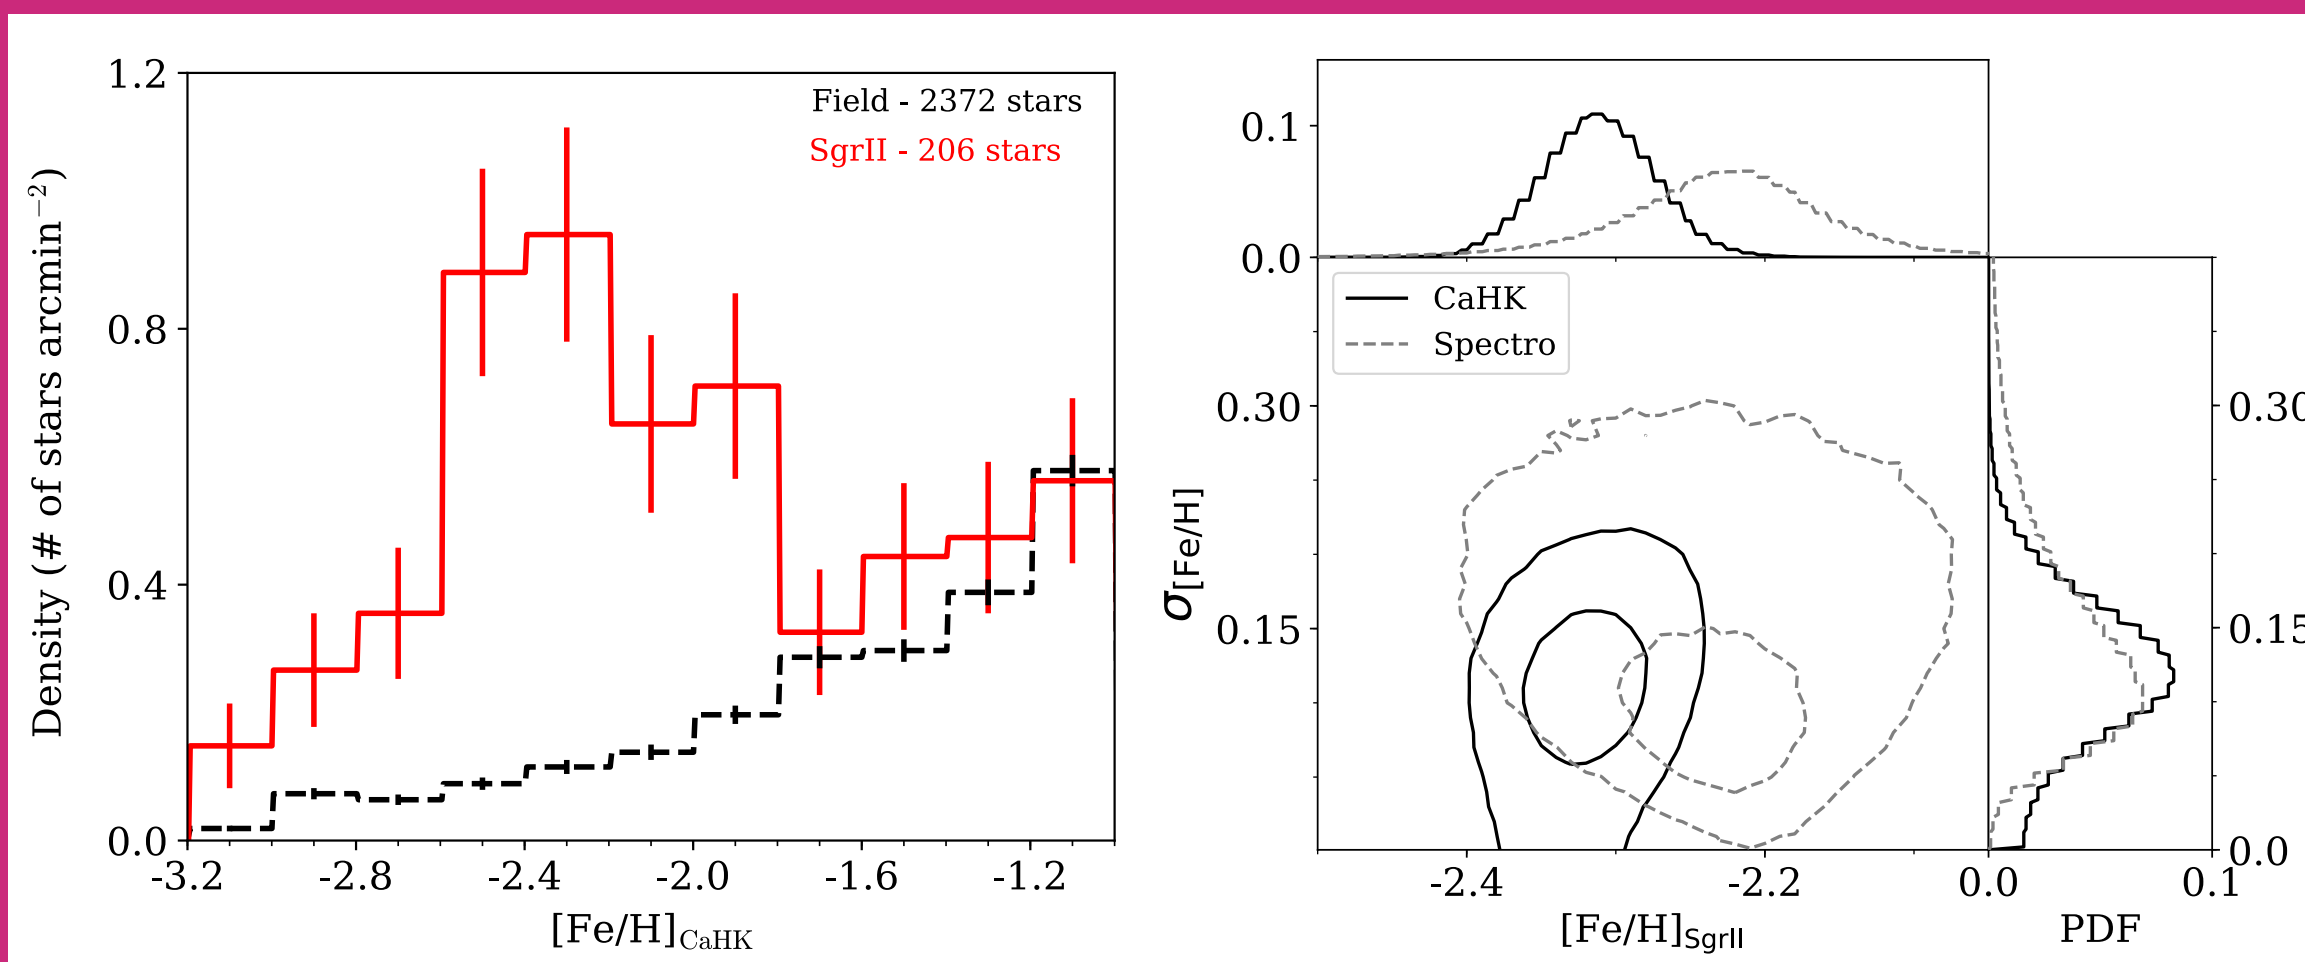 Density (# of stars arcmin⁻²)
1.2
0.8
0.4
0.0
Field - 2372 stars
SgrII - 206 stars
-3.2 -2.8 -2.4 -2.0 -1.6 -1.2
[Fe/H]CaHK
0.1
0.0
CaHK
Spectro
σ[Fe/H]
0.30
0.15
0.30
0.15
0.0
-2.4 -2.2 0.0 0.1
[Fe/H]SgrII
PDF